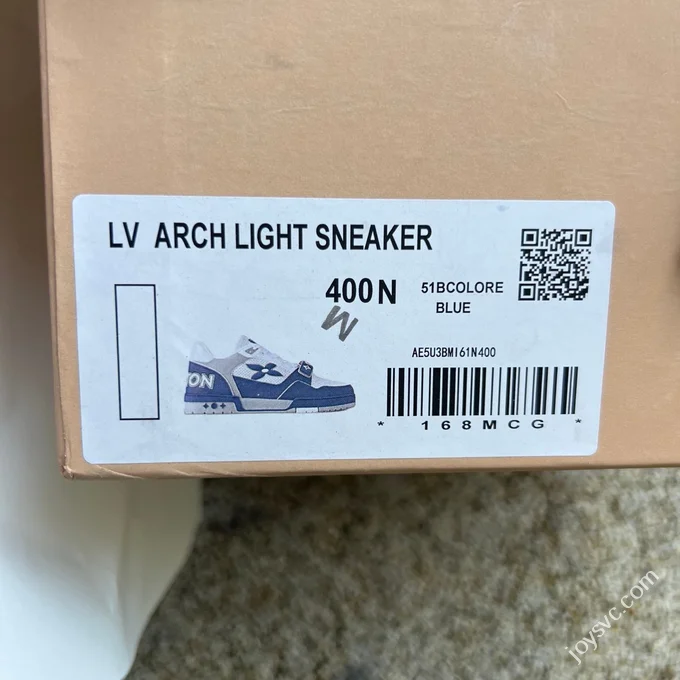 LV ARCH LIGHT SNEAKER
400 N
51BCOLORE
BLUE
M
ON
AE5U3BMI61N400
* 168MCG *
joysvc.com